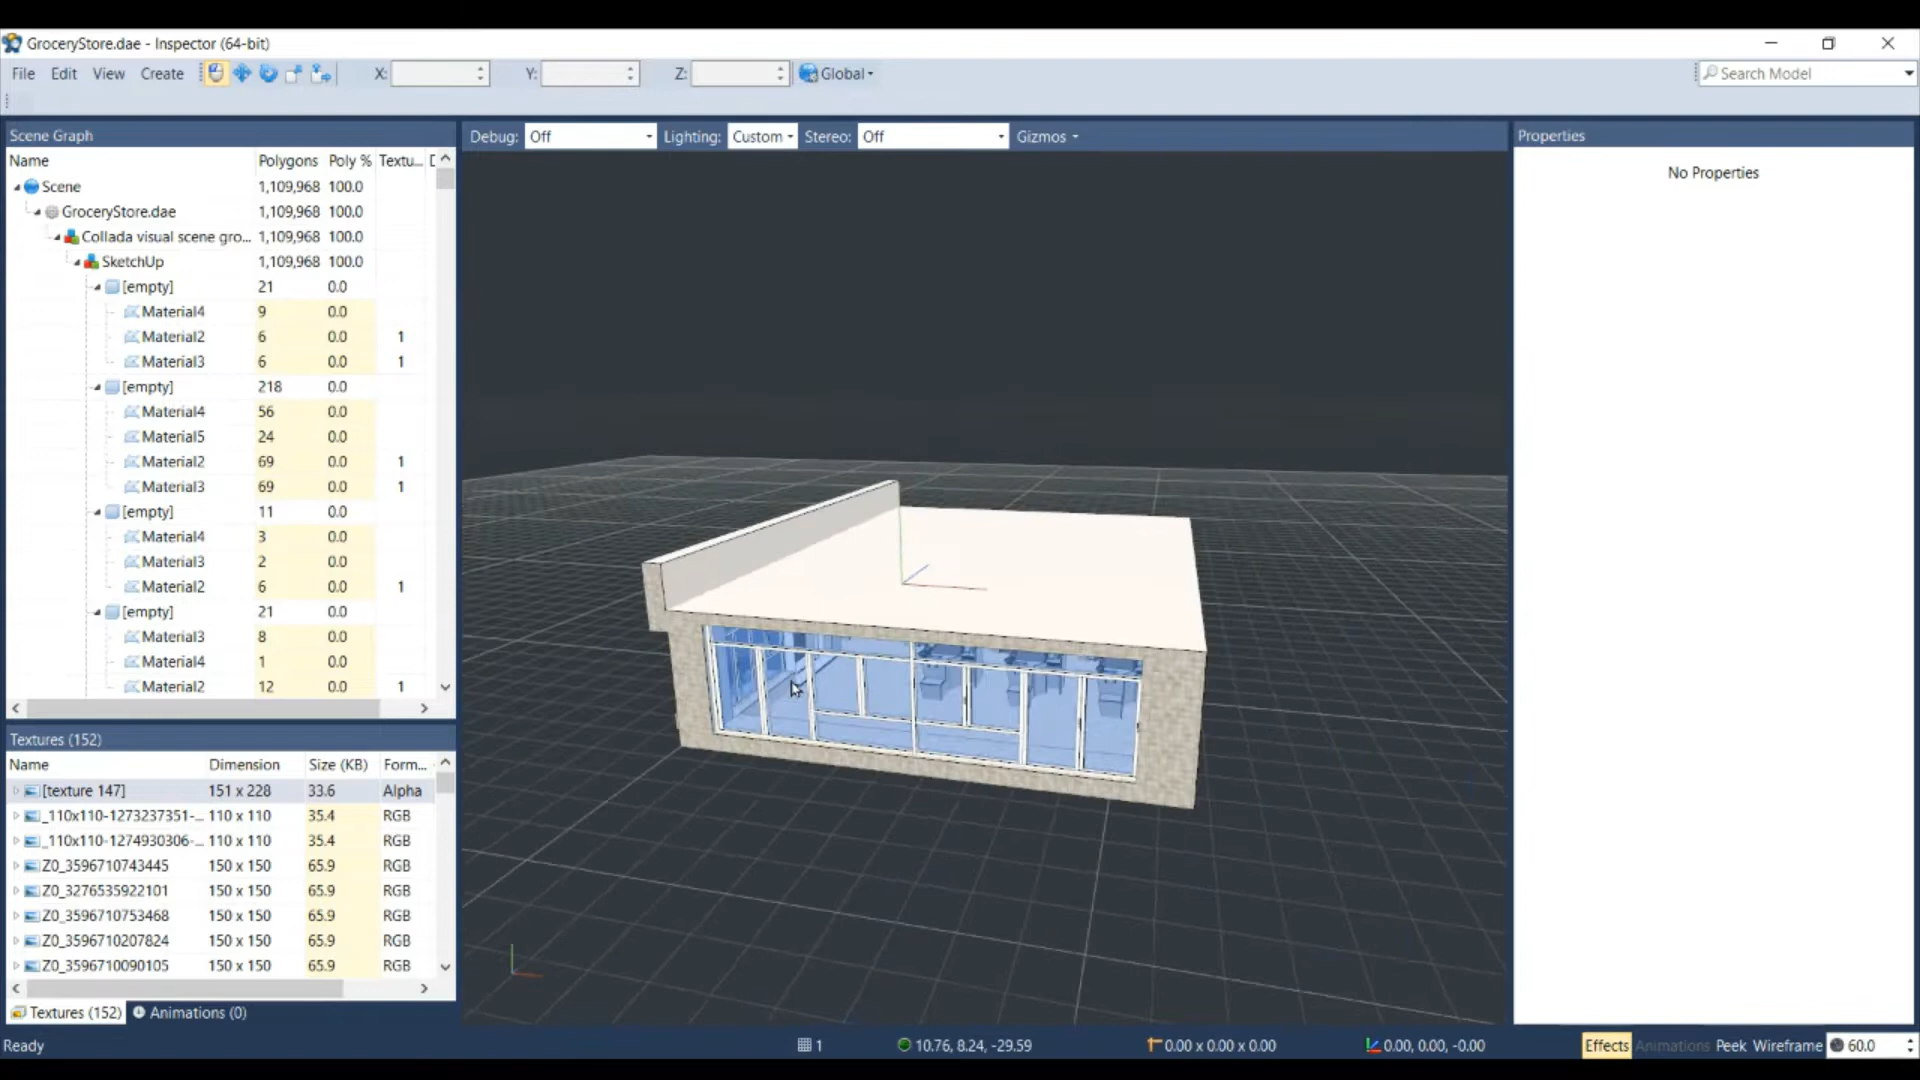 GroceryStore.dae - Inspector (64-bit)
File Edit View Create X: Y: Z: Global Search Model
Scene Graph
Name Polygons Poly % Textu...
Scene 1,109,968 100.0
GroceryStore.dae 1,109,968 100.0
Collada visual scene gro... 1,109,968 100.0
SketchUp 1,109,968 100.0
[empty] 21 0.0
Material4 9 0.0
Material2 6 0.0 1
Material3 6 0.0 1
[empty] 218 0.0
Material4 56 0.0
Material5 24 0.0
Material2 69 0.0 1
Material3 69 0.0 1
[empty] 11 0.0
Material4 3 0.0
Material3 2 0.0
Material2 6 0.0 1
[empty] 21 0.0
Material3 8 0.0
Material4 1 0.0
Material2 12 0.0 1
Textures (152)
Name Dimension Size (KB) Form...
[texture 147] 151 x 228 33.6 Alpha
_110x110-1273237351-... 110 x 110 35.4 RGB
_110x110-1274930306-... 110 x 110 35.4 RGB
Z0_3596710743445 150 x 150 65.9 RGB
Z0_3276535922101 150 x 150 65.9 RGB
Z0_3596710753468 150 x 150 65.9 RGB
Z0_3596710207824 150 x 150 65.9 RGB
Z0_3596710090105 150 x 150 65.9 RGB
Textures (152) Animations (0)
Debug: Off Lighting: Custom Stereo: Off Gizmos
Properties
No Properties
Ready 1 10.76, 8.24, -29.59 0.00 x 0.00 x 0.00 0.00, 0.00, -0.00 Effects Animations Peek Wireframe 60.0